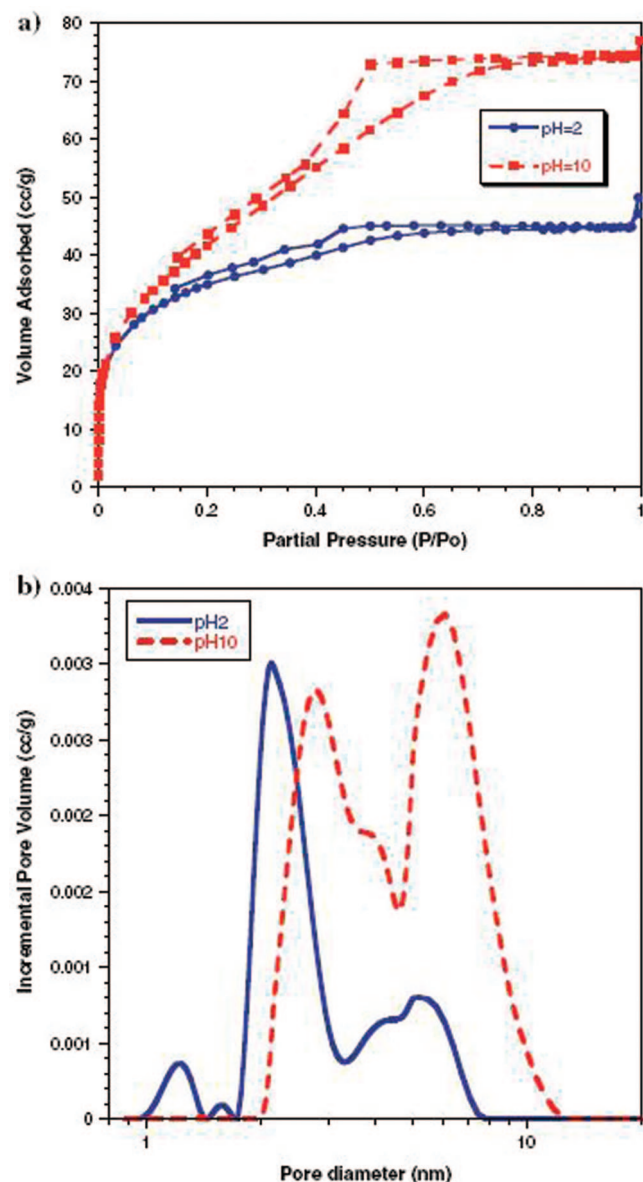 a)
80
70
60
50
40
30
20
10
0
Volume Adsorbed (cc/g)
pH=2
pH=10
0 0.2 0.4 0.6 0.8 1
Partial Pressure (P/Po)
b)
0.004
0.003
0.003
0.002
0.002
0.001
0.001
0
Incremental Pore Volume (cc/g)
pH2
pH10
1 10
Pore diameter (nm)